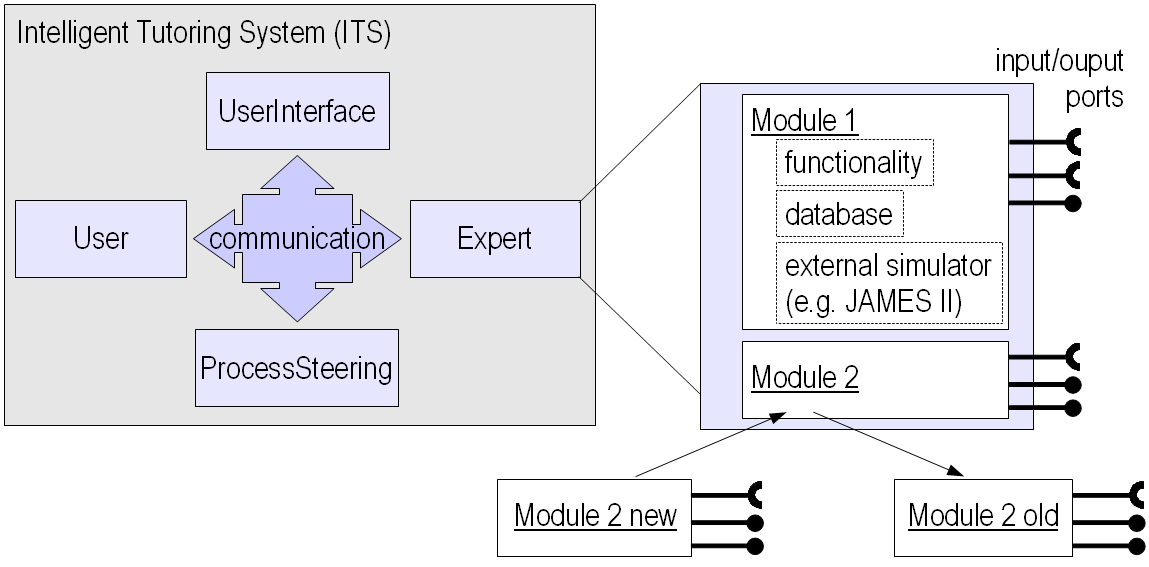 Intelligent Tutoring System (ITS)
UserInterface
User
communication
Expert
ProcessSteering
input/ouput
ports
Module 1
functionality
database
external simulator
(e.g. JAMES II)
Module 2
Module 2 new
Module 2 old